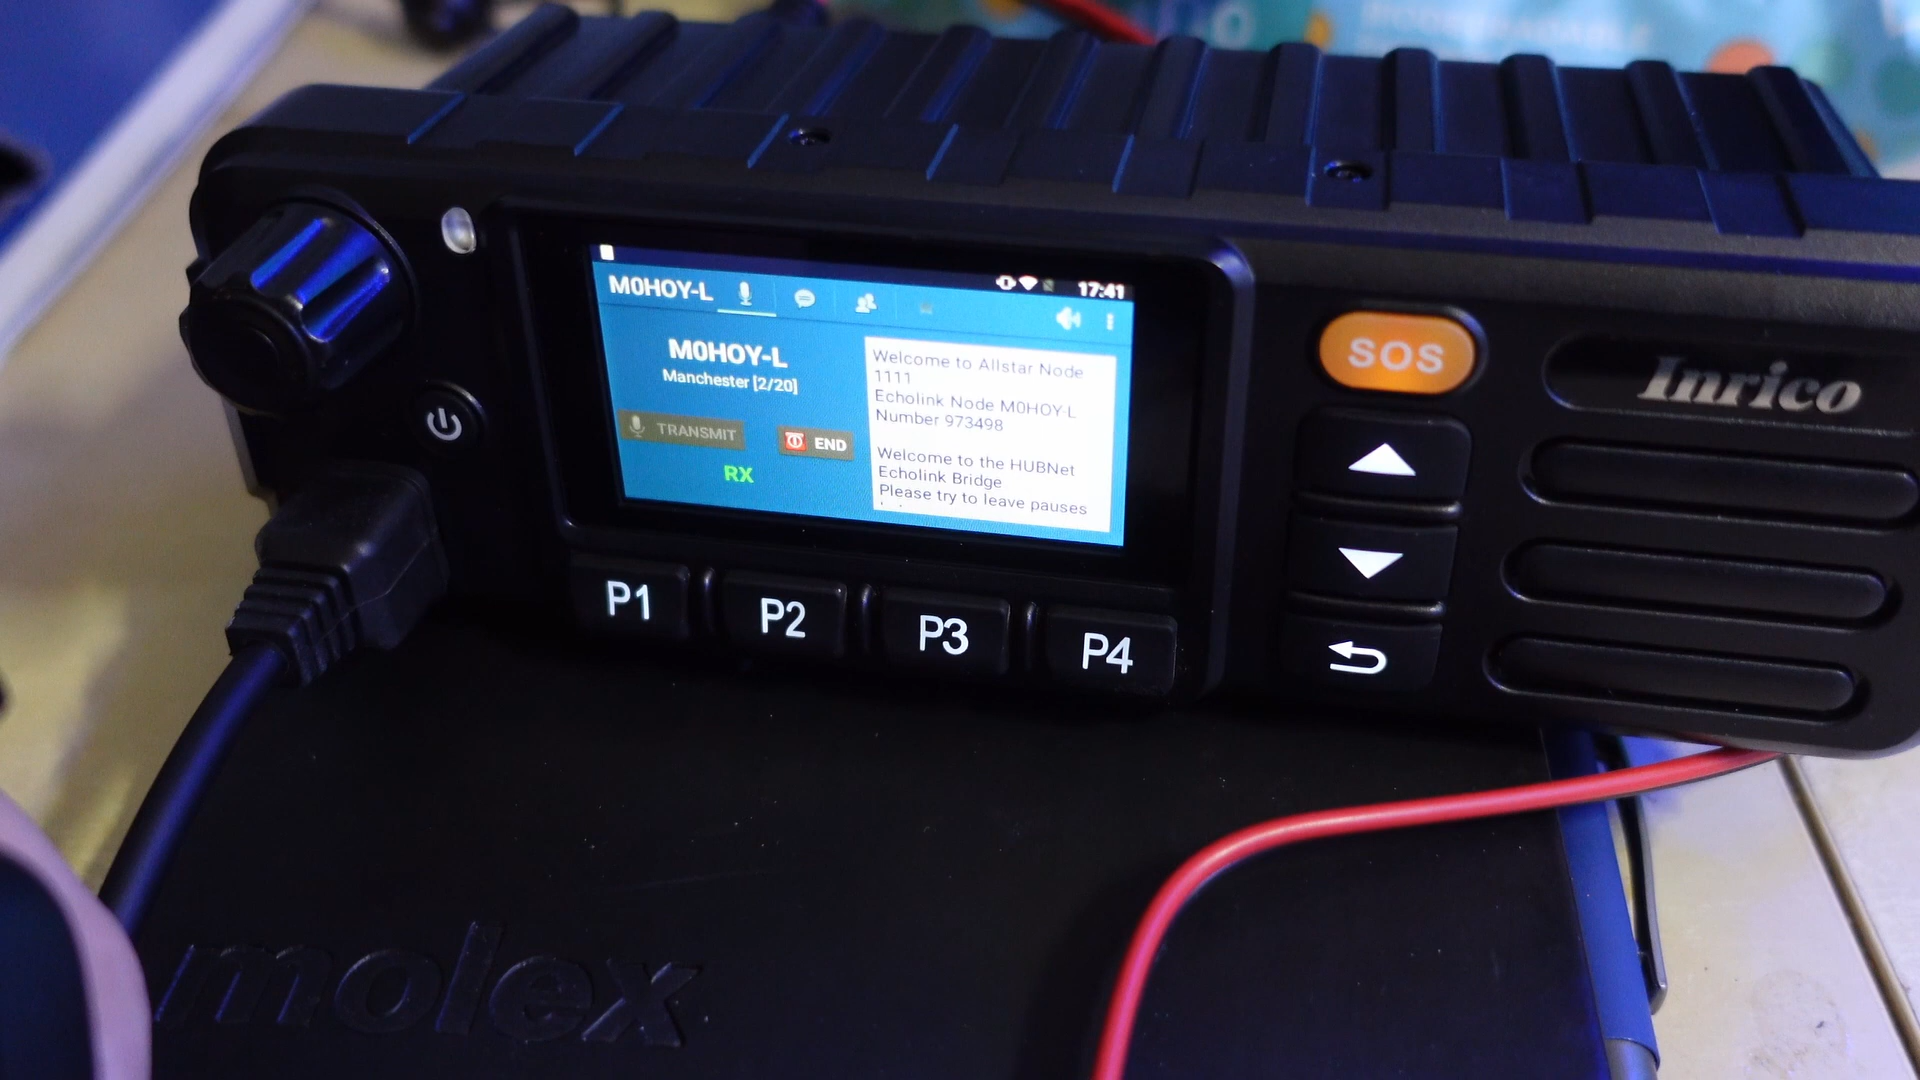 BIODEGRADABLE
M0HOY-L
17:41
M0HOY-L
Manchester [2/20]
TRANSMIT
END
RX
Welcome to Allstar Node
1111
Echolink Node M0HOY-L
Number 973498
Welcome to the HUBNet
Echolink Bridge
Please try to leave pauses
SOS
Inrico
P1
P2
P3
P4
molex